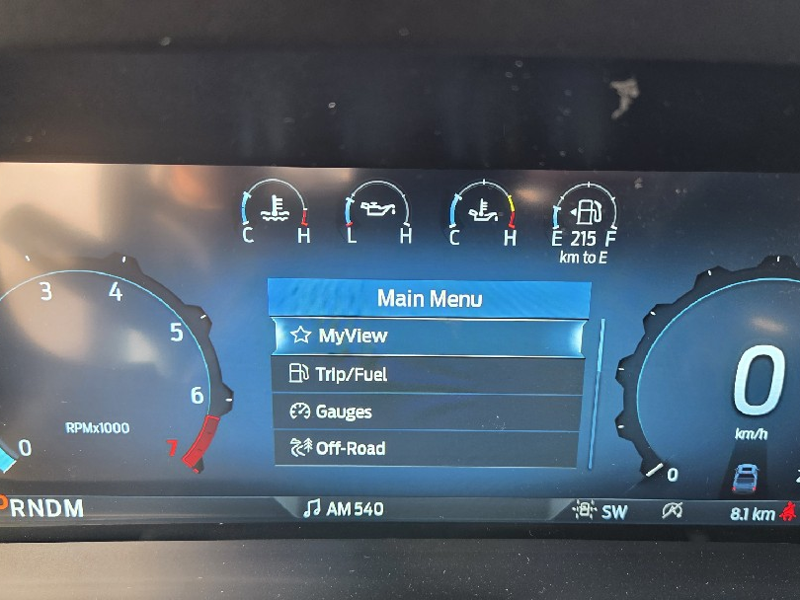 C H L H C H E 215 F
km to E
Main Menu
3 4
MyView
5
0
Trip/Fuel
6
Gauges
RPMx1000
km/h
7
Off-Road
0
0
PRNDM
AM 540
SW
8.1 km